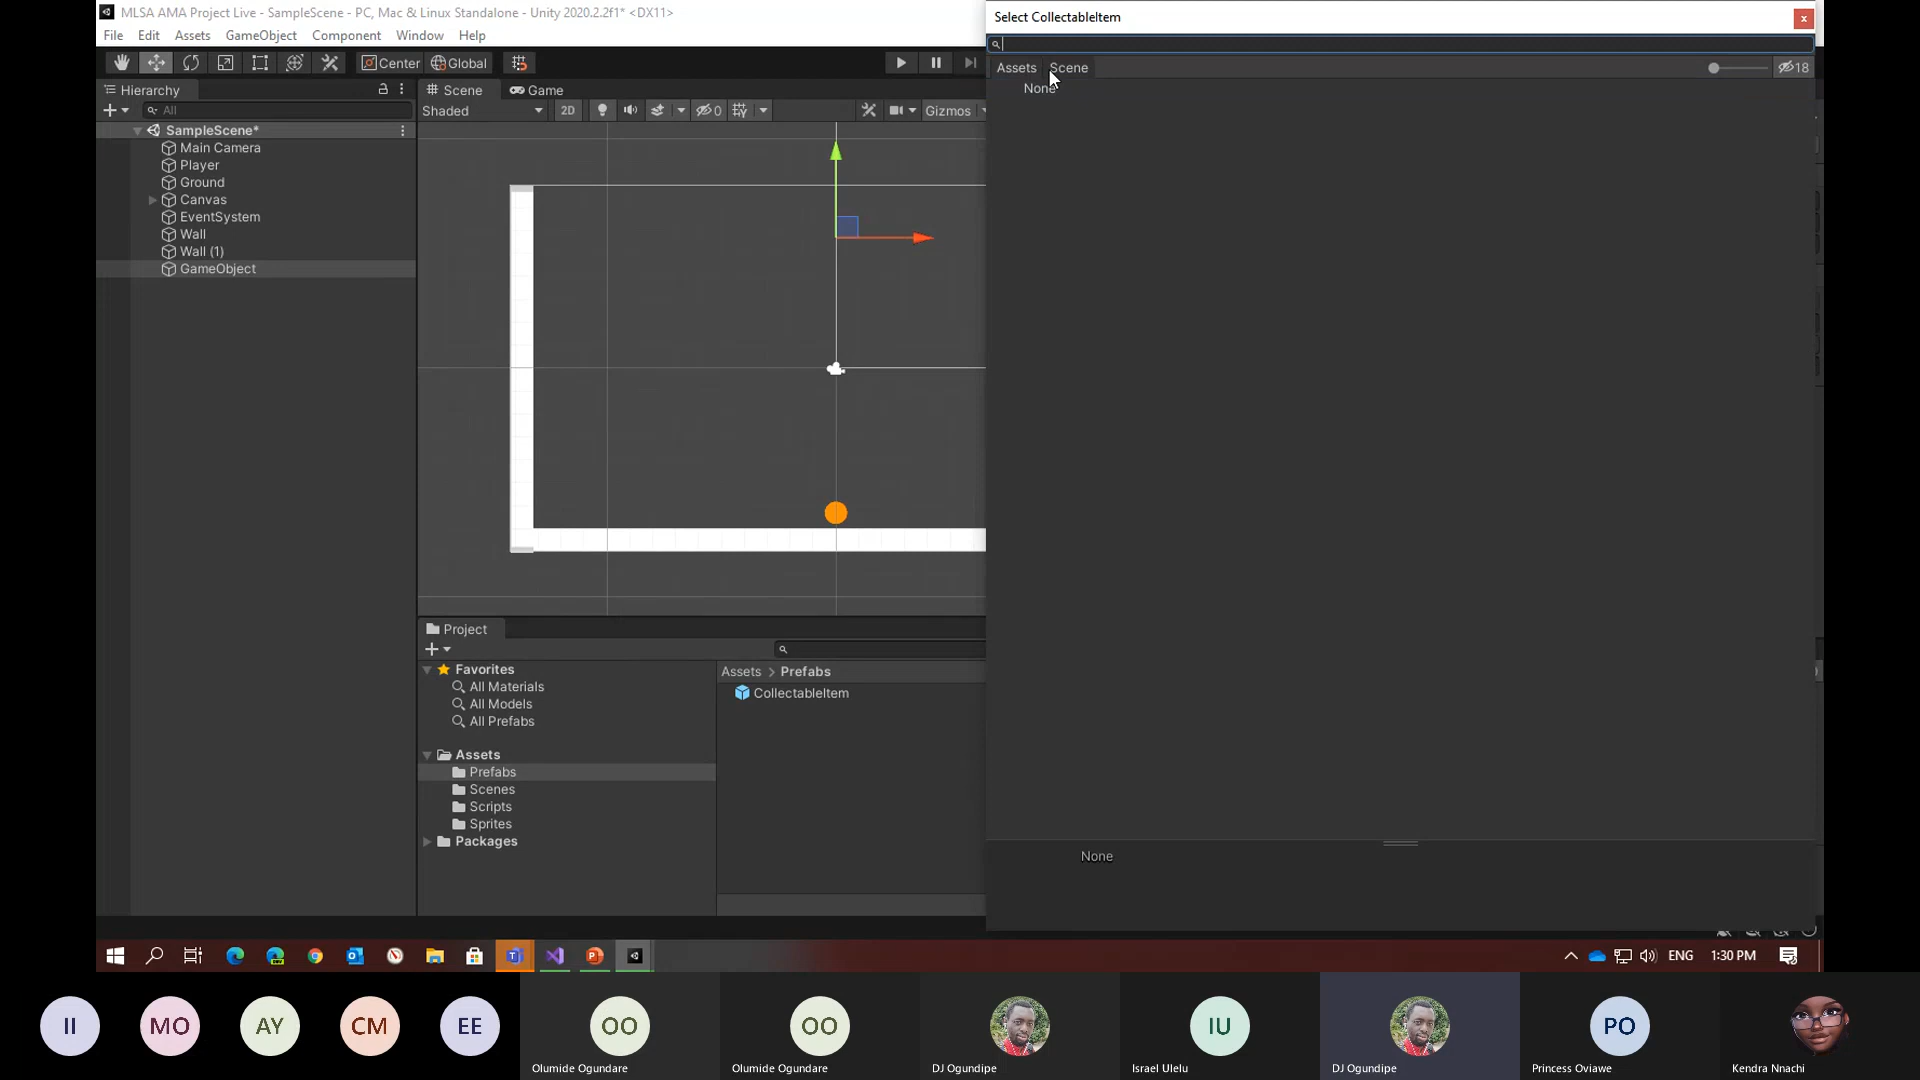 MLSA AMA Project Live - SampleScene - PC, Mac & Linux Standalone - Unity 2020.2.2f1* <DX11>
File Edit Assets GameObject Component Window Help
Center Global
Select CollectableItem
Assets Scene 18
None
Hierarchy
All
SampleScene*
Main Camera
Player
Ground
Canvas
EventSystem
Wall
Wall (1)
GameObject
Scene Game
Shaded 2D 0 Gizmos
Project
Favorites
All Materials
All Models
All Prefabs
Assets
Prefabs
Scenes
Scripts
Sprites
Packages
Assets > Prefabs
CollectableItem
None
ENG 1:30 PM
II MO AY CM EE OO OO IU PO
Olumide Ogundare Olumide Ogundare DJ Ogundipe Israel Ulelu DJ Ogundipe Princess Oviawe Kendra Nnachi